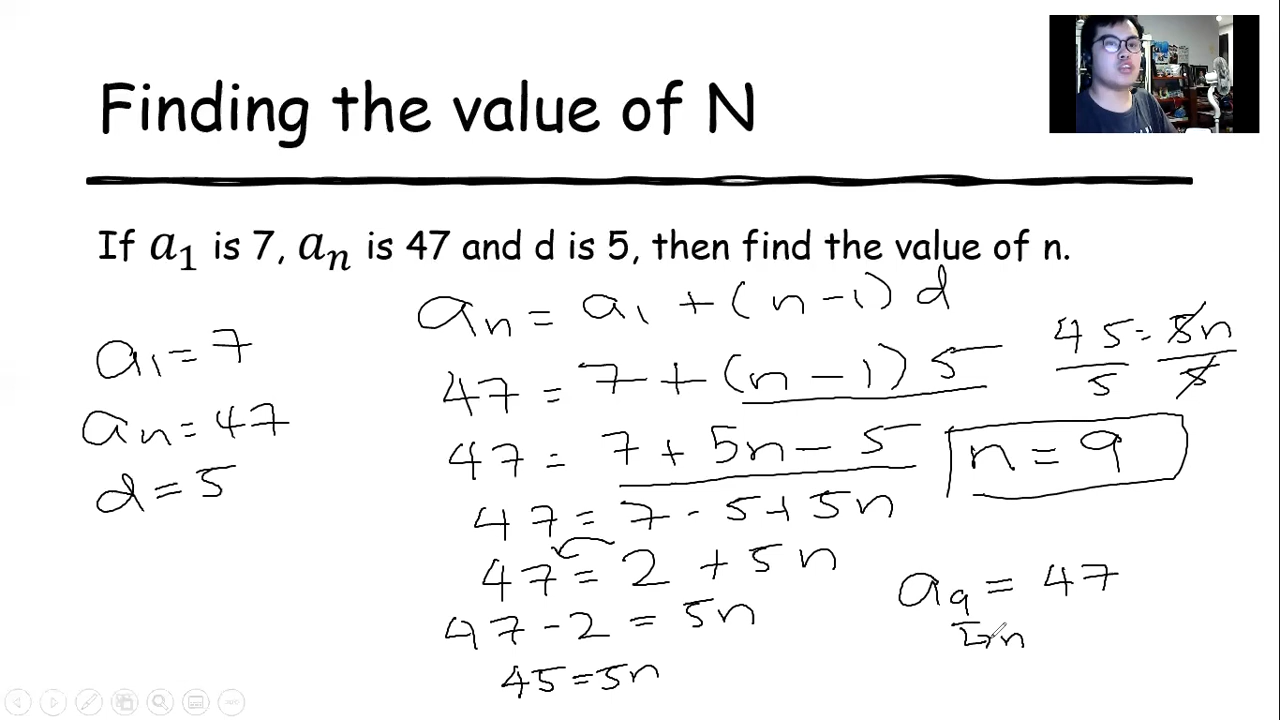 Finding the value of N
If a₁ is 7, aₙ is 47 and d is 5, then find the value of n.
a₁ = 7
aₙ = 47
d = 5
aₙ = a₁ + (n - 1) d
47 = 7 + (n - 1) 5
47 = 7 + 5n - 5
47 = 7 - 5 + 5n
47 = 2 + 5n
47 - 2 = 5n
45 = 5n
45/5 = 5n/5
n = 9
a₉ = 47
n